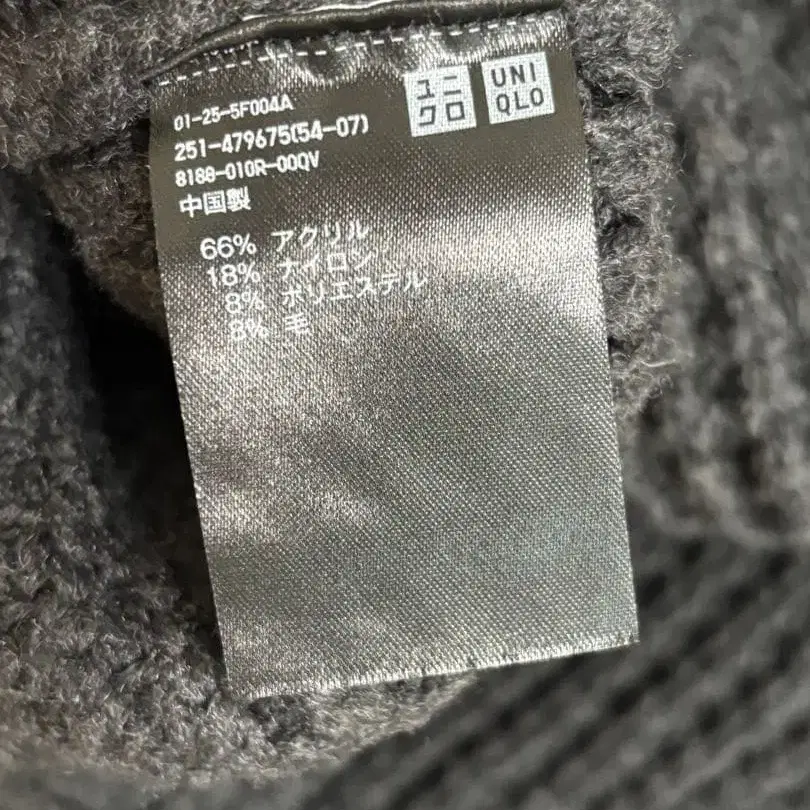 ユニ
クロ
UNI
QLO
01-25-5F004A
251-479675(54-07)
8188-010R-00QV
中国製
66% アクリル
18% ナイロン
8% ポリエステル
8% 毛